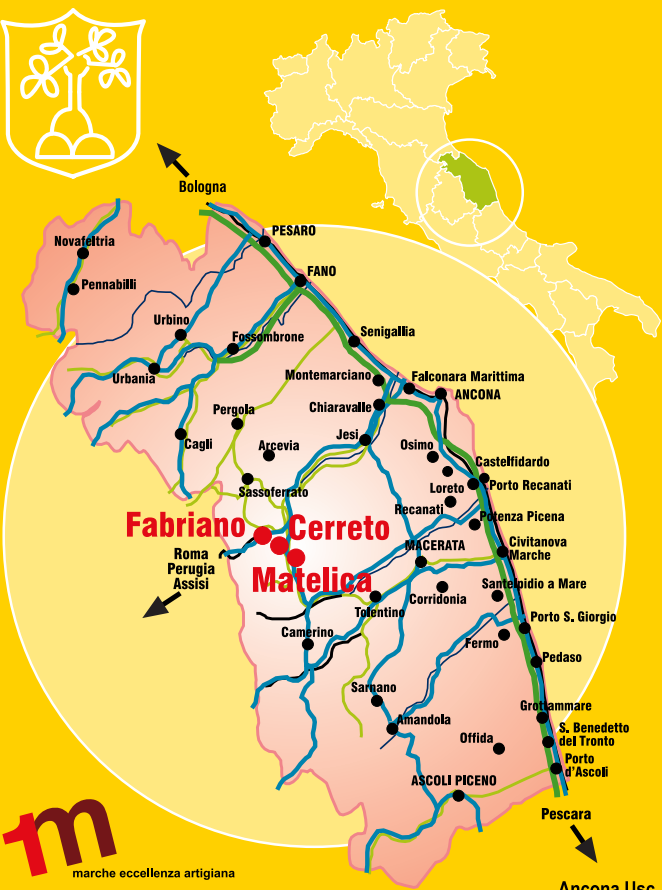 Bologna
PESARO
Novafeltria
FANO
Pennabilli
Urbino
Senigallia
Fossombrone
Urbania
Montemarciano
Falconara Marittima
ANCONA
Chiaravalle
Pergola
Jesi
Cagli
Arcevia
Osimo
Castelfidardo
Sassoferrato
Loreto
Porto Recanati
Recanati
Potenza Picena
Fabriano
Cerreto
Matelica
Roma
Perugia
Assisi
MACERATA
Civitanova
Marche
Santelpidio a Mare
Corridonia
Tolentino
Porto S. Giorgio
Camerino
Fermo
Pedaso
Sarnano
Grottammare
Amandola
S. Benedetto
del Tronto
Offida
Porto
d'Ascoli
ASCOLI PICENO
Pescara
1m
marche eccellenza artigiana
Ancona Usc